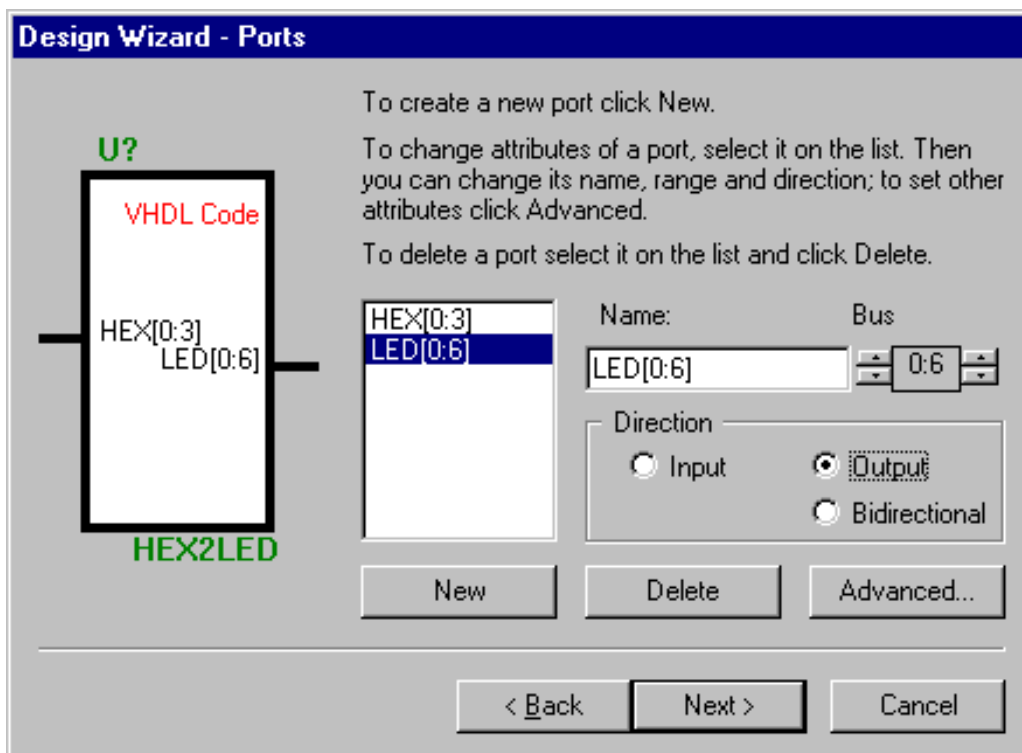 Design Wizard - Ports
To create a new port click New.
To change attributes of a port, select it on the list. Then
you can change its name, range and direction; to set other
attributes click Advanced.
To delete a port select it on the list and click Delete.
U?
VHDL Code
HEX[0:3]
LED[0:6]
HEX2LED
HEX[0:3]
LED[0:6]
Name:
Bus
LED[0:6]
0:6
Direction
Input
Output
Bidirectional
New
Delete
Advanced...
< Back
Next >
Cancel